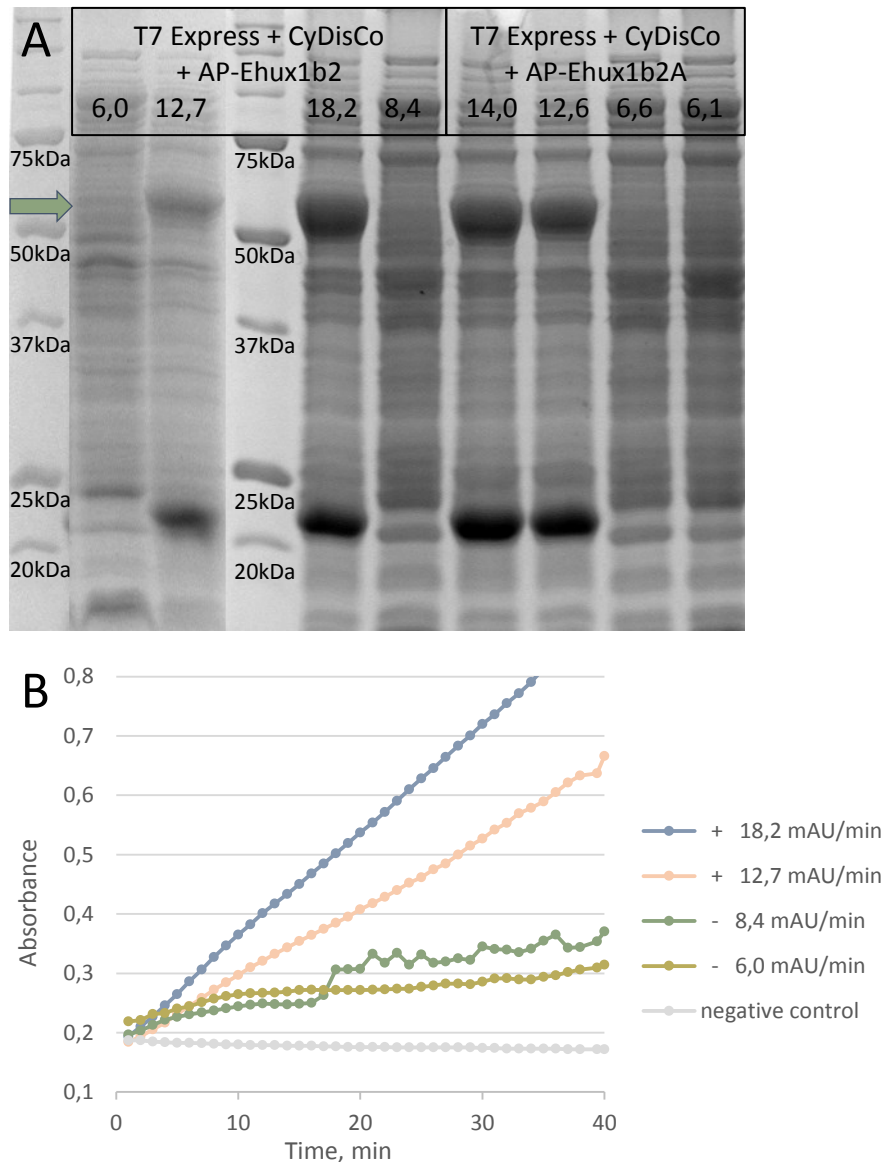 A
T7 Express + CyDisCo
+ AP-Ehux1b2
T7 Express + CyDisCo
+ AP-Ehux1b2A
6,0 12,7 18,2 8,4 14,0 12,6 6,6 6,1
75kDa 75kDa
50kDa 50kDa
37kDa 37kDa
25kDa 25kDa
20kDa 20kDa
B
0,8
0,7
0,6
0,5
0,4
0,3
0,2
0,1
Absorbance
0 10 20 30 40
Time, min
+ 18,2 mAU/min
+ 12,7 mAU/min
- 8,4 mAU/min
- 6,0 mAU/min
negative control